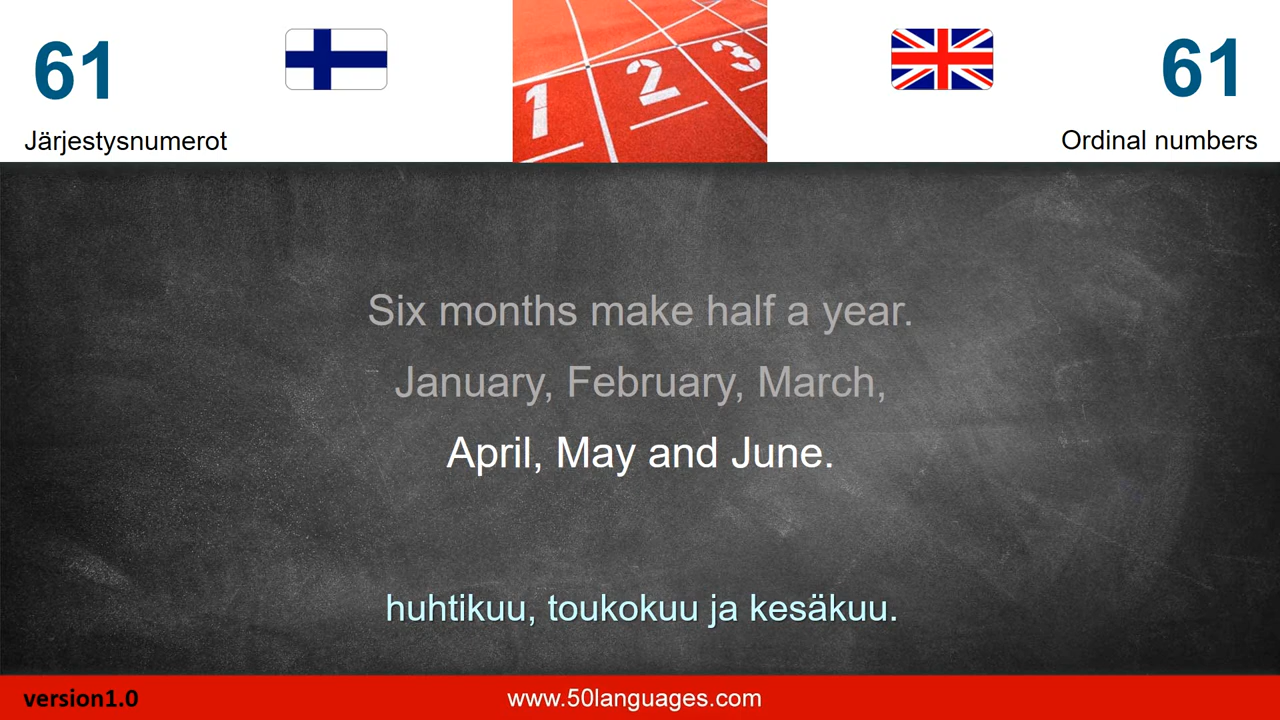 61
61
1 2 3
Järjestysnumerot
Ordinal numbers
Six months make half a year.
January, February, March,
April, May and June.
huhtikuu, toukokuu ja kesäkuu.
version1.0
www.50languages.com